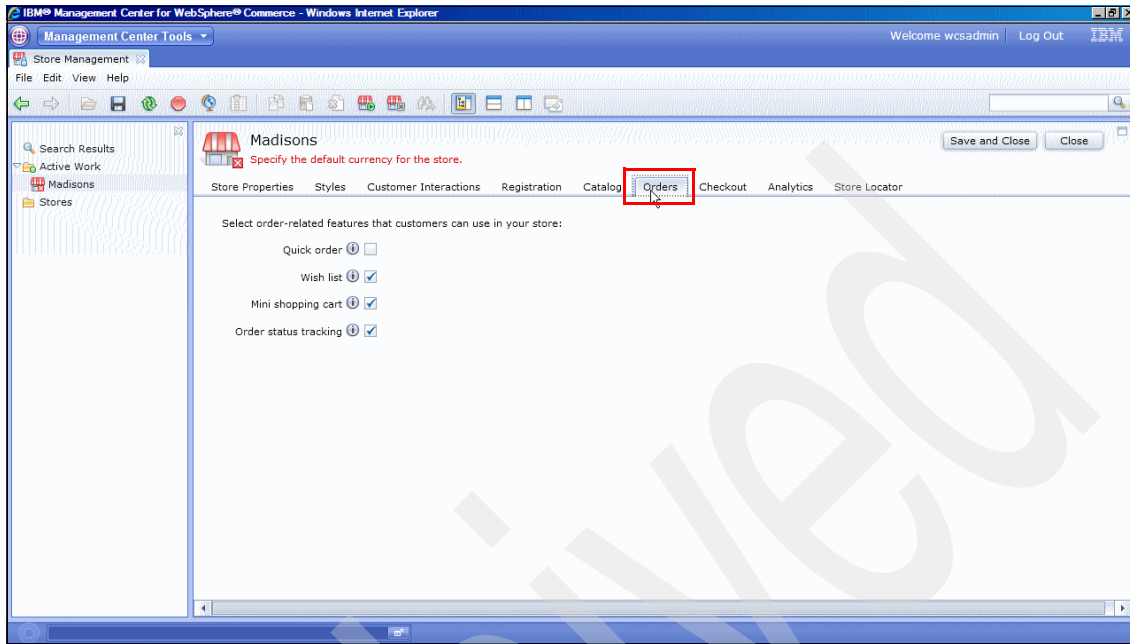 IBM® Management Center for WebSphere® Commerce - Windows Internet Explorer
Management Center Tools
Welcome wcsadmin | Log Out IBM
Store Management
File Edit View Help
Search Results
Active Work
Madisons
Stores
Madisons
Specify the default currency for the store.
Save and Close
Close
Store Properties Styles Customer Interactions Registration Catalog Orders Checkout Analytics Store Locator
Select order-related features that customers can use in your store:
Quick order
Wish list
Mini shopping cart
Order status tracking
ived